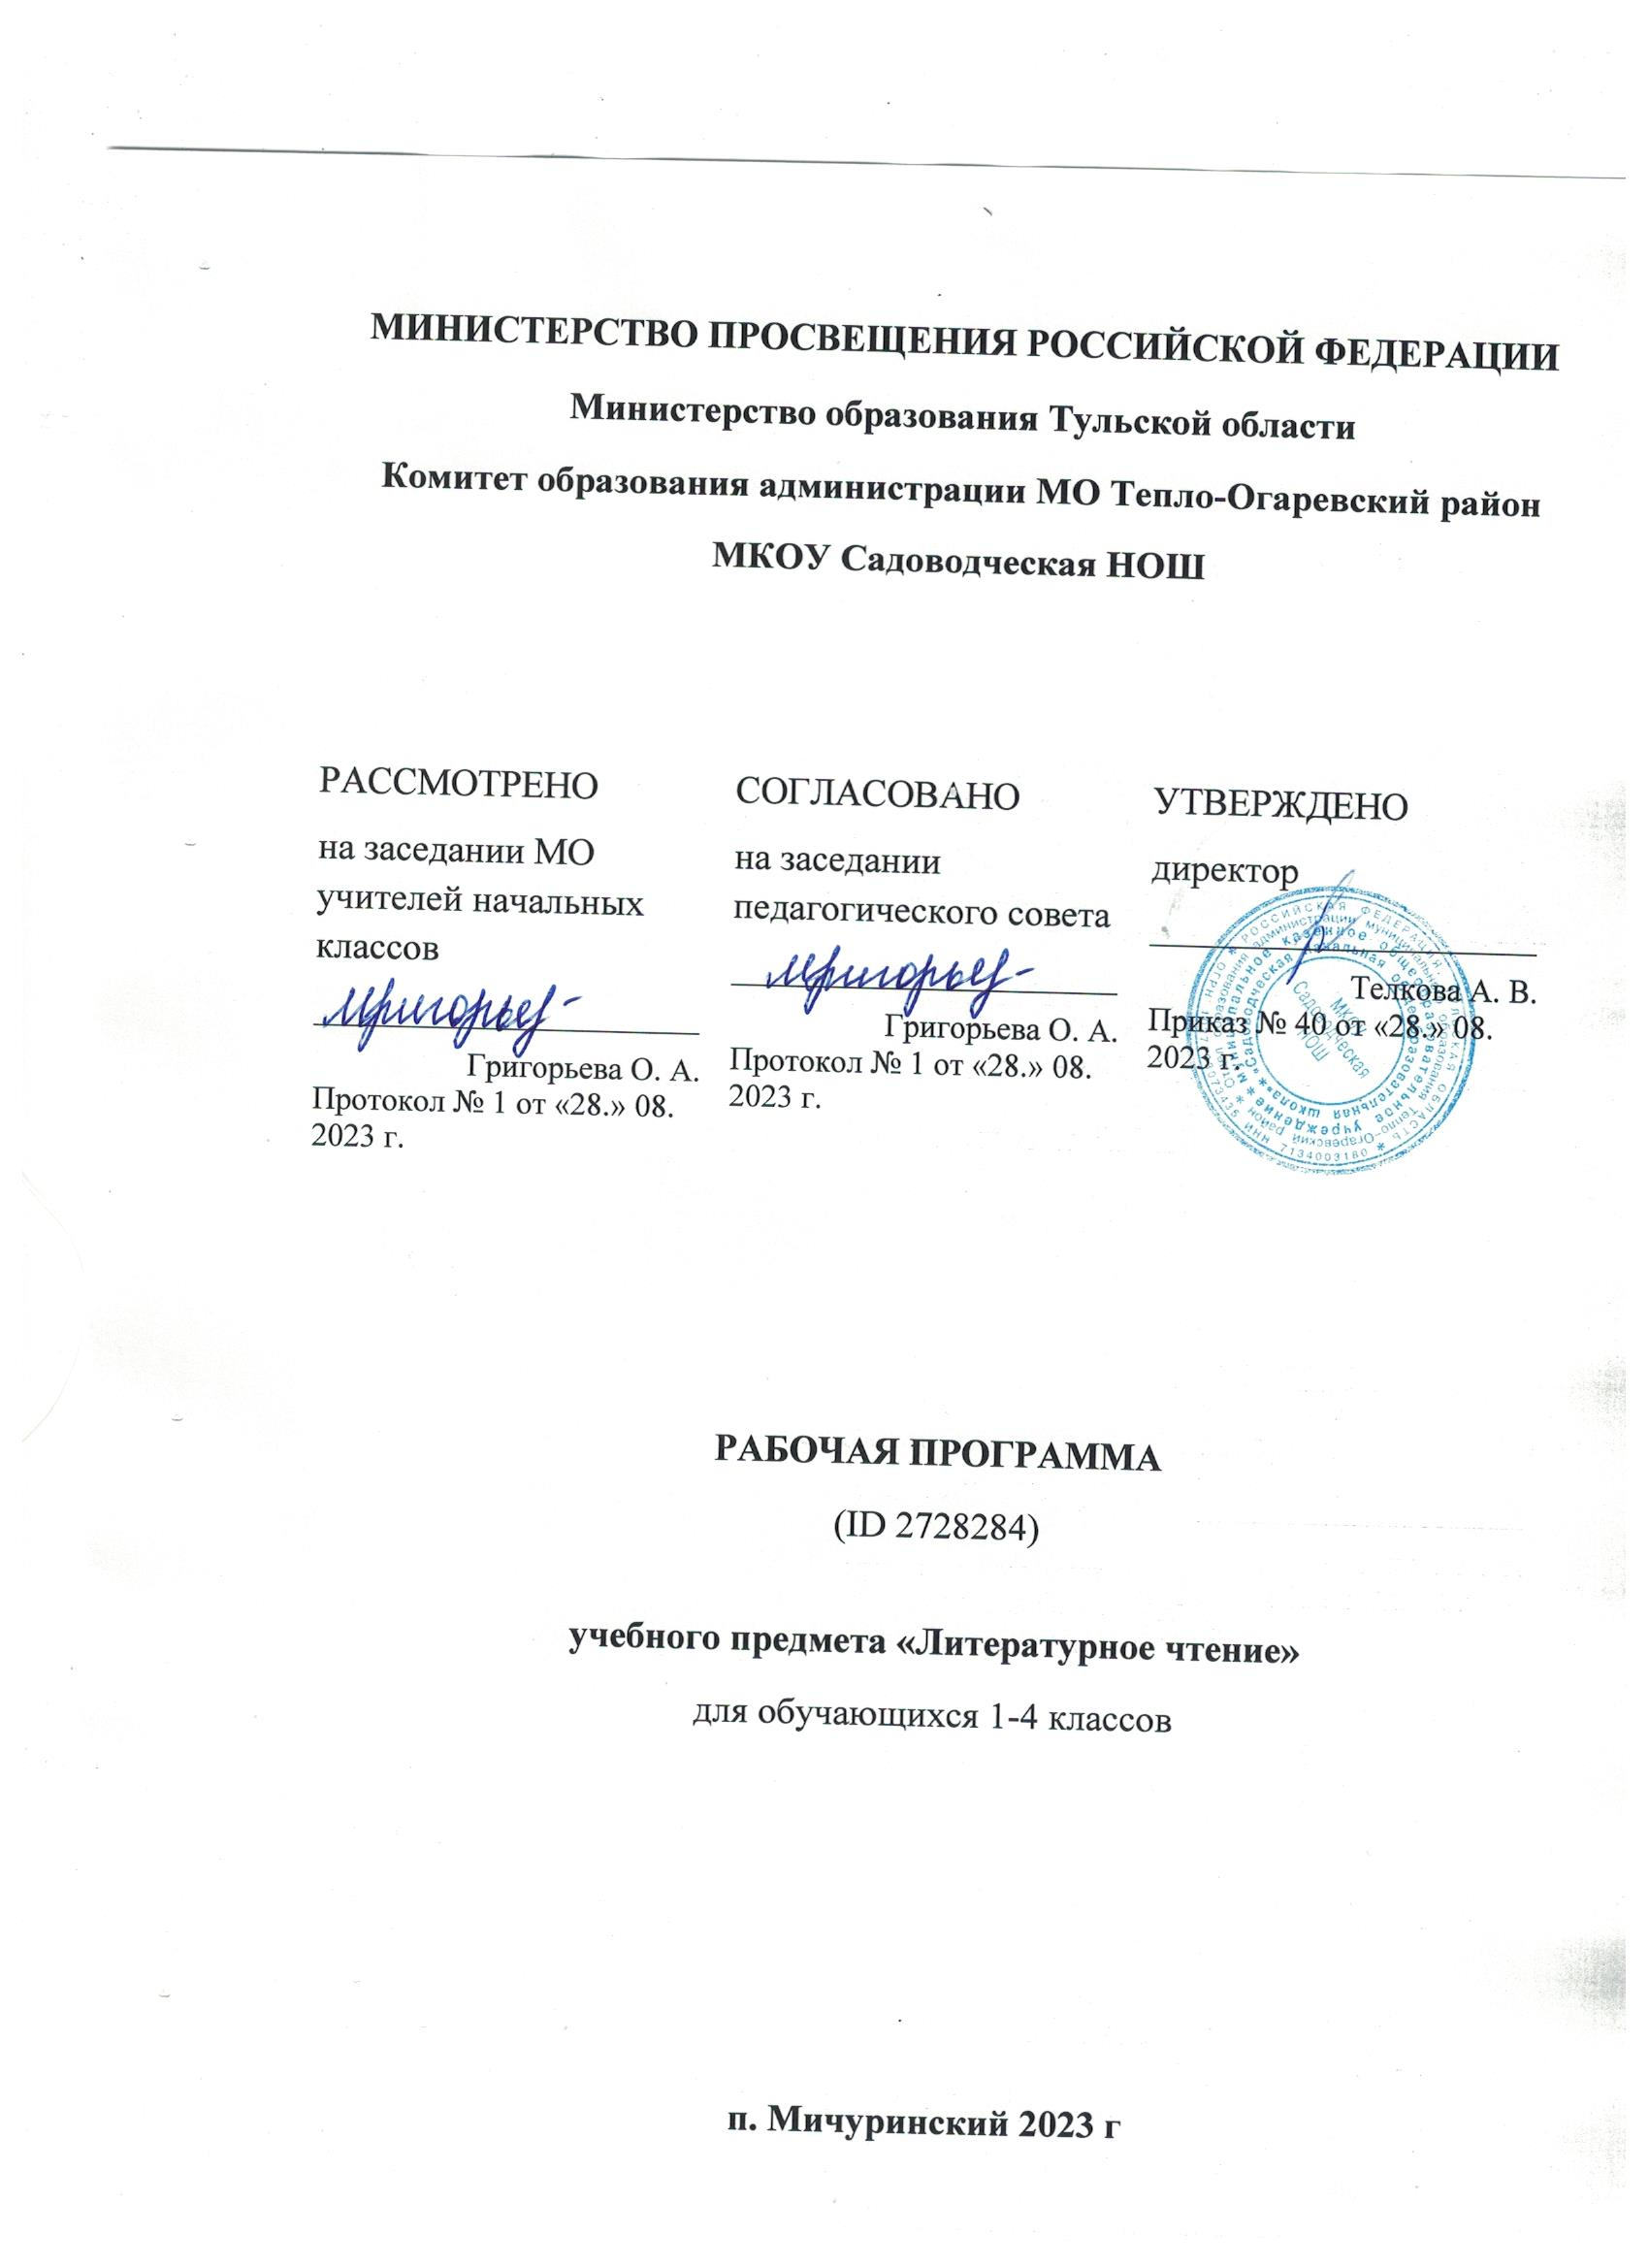 МИНИСТЕРСТВО ПРОСВЕЩЕНИЯ РОССИЙСКОЙ ФЕДЕРАЦИИ
Министерство образования Тульской области
Комитет образования администрации МО Тепло-Огаревский район
МКОУ Садоводческая НОШ
РАССМОТРЕНО
на заседании МО
учителей начальных
классов
Григорьева О. А.
Протокол № 1 от «28.» 08.
2023 г.
СОГЛАСОВАНО
на заседании
педагогического совета
Григорьева О. А.
Протокол № 1 от «28.» 08.
2023 г.
УТВЕРЖДЕНО
директор
Телкова А. В.
Приказ № 40 от «28.» 08.
2023 г.
МКОУ
Садоводческая
НОШ
РАБОЧАЯ ПРОГРАММА
(ID 2728284)
учебного предмета «Литературное чтение»
для обучающихся 1-4 классов
п. Мичуринский 2023 г